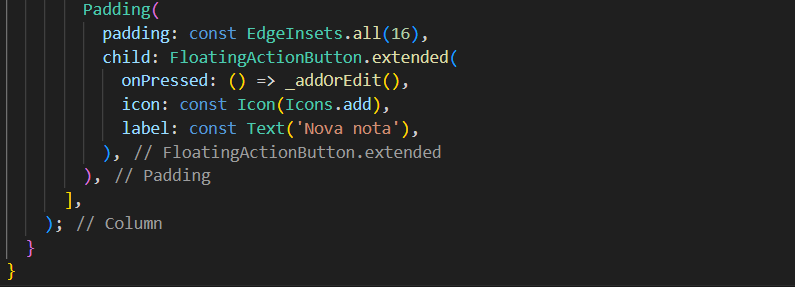 Padding(
padding: const EdgeInsets.all(16),
child: FloatingActionButton.extended(
onPressed: () => _addOrEdit(),
icon: const Icon(Icons.add),
label: const Text('Nova nota'),
), // FloatingActionButton.extended
), // Padding
],
); // Column
}
}